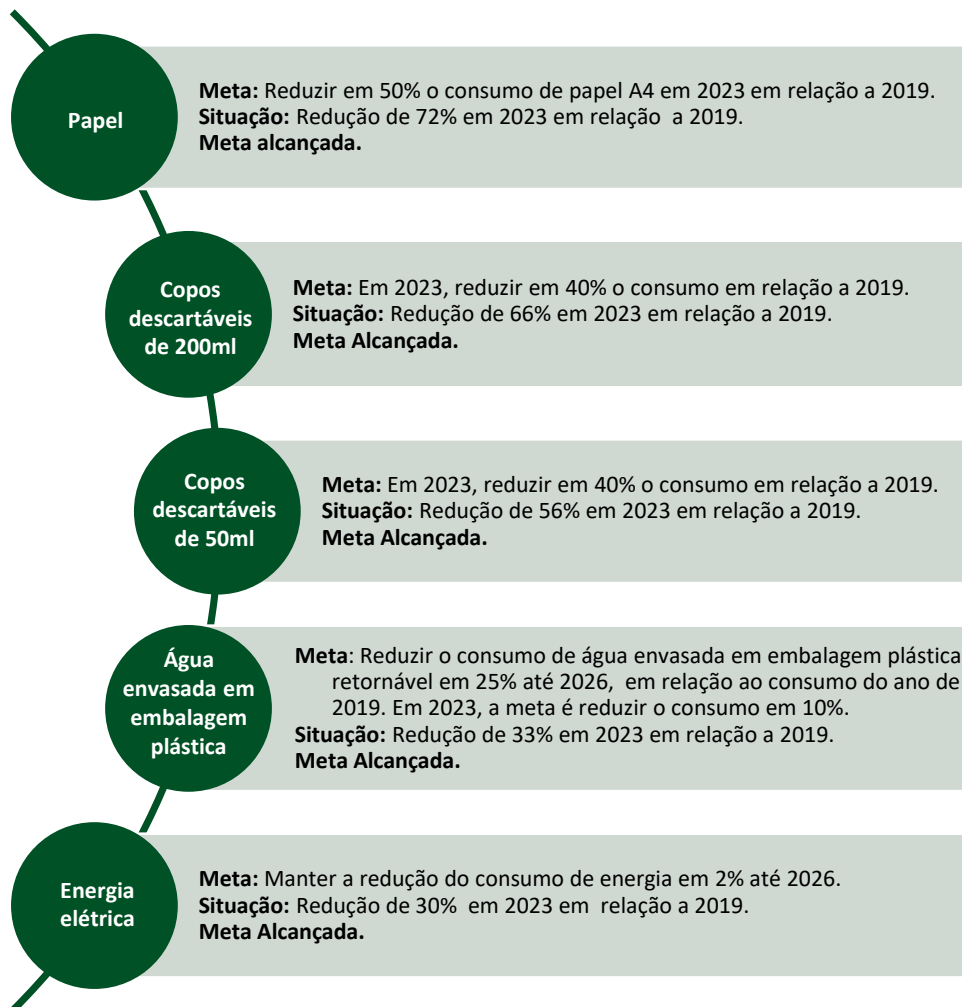 Papel
Meta: Reduzir em 50% o consumo de papel A4 em 2023 em relação a 2019.
Situação: Redução de 72% em 2023 em relação a 2019.
Meta alcançada.
Copos
descartáveis
de 200ml
Meta: Em 2023, reduzir em 40% o consumo em relação a 2019.
Situação: Redução de 66% em 2023 em relação a 2019.
Meta Alcançada.
Copos
descartáveis
de 50ml
Meta: Em 2023, reduzir em 40% o consumo em relação a 2019.
Situação: Redução de 56% em 2023 em relação a 2019.
Meta Alcançada.
Água
envasada em
embalagem
plástica
Meta: Reduzir o consumo de água envasada em embalagem plástica
retornável em 25% até 2026, em relação ao consumo do ano de
2019. Em 2023, a meta é reduzir o consumo em 10%.
Situação: Redução de 33% em 2023 em relação a 2019.
Meta Alcançada.
Energia
elétrica
Meta: Manter a redução do consumo de energia em 2% até 2026.
Situação: Redução de 30% em 2023 em relação a 2019.
Meta Alcançada.